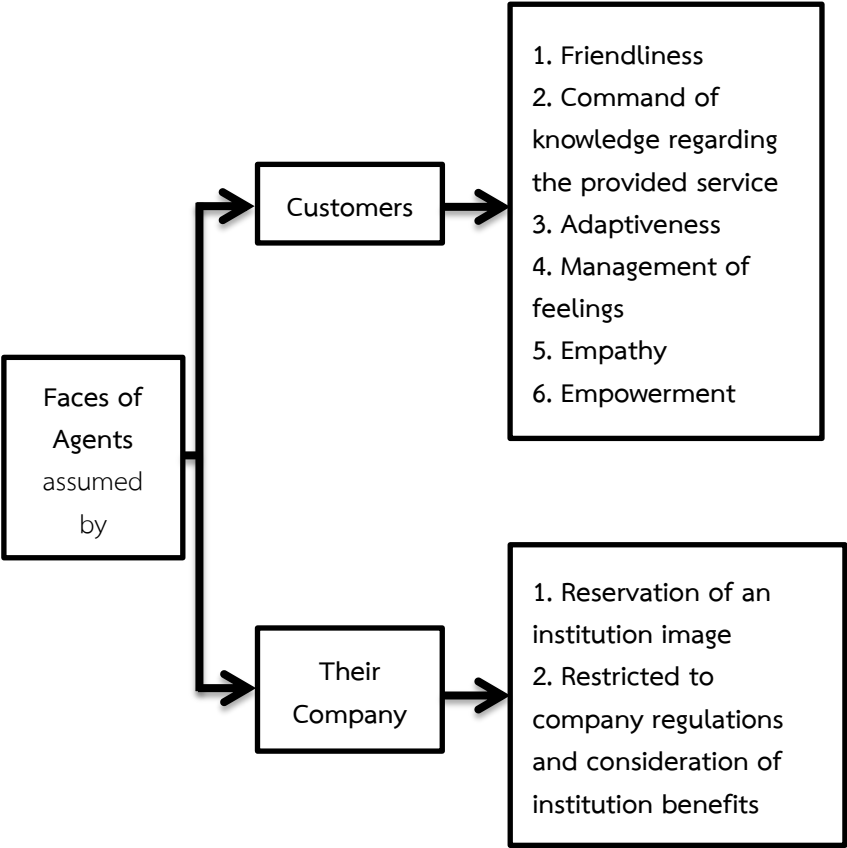 Faces of
Agents
assumed
by
Customers
1. Friendliness
2. Command of
knowledge regarding
the provided service
3. Adaptiveness
4. Management of
feelings
5. Empathy
6. Empowerment
Their
Company
1. Reservation of an
institution image
2. Restricted to
company regulations
and consideration of
institution benefits